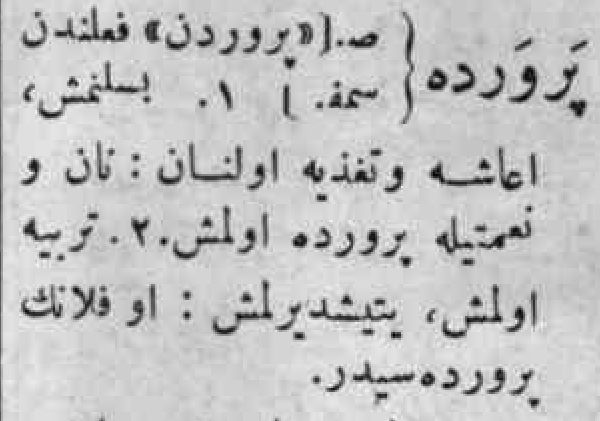 پَروَرده { ص. [«پروردن» فعلندن
سمفـ. ] ۱. بسلنمش،
اعاشه وتغذیه اولنان : نان و
نعمتیله پرورده اولمش. ۲. تربیه
اولمش، یتیشدیرلمش : او فلانك
پرورده‌سیدر.